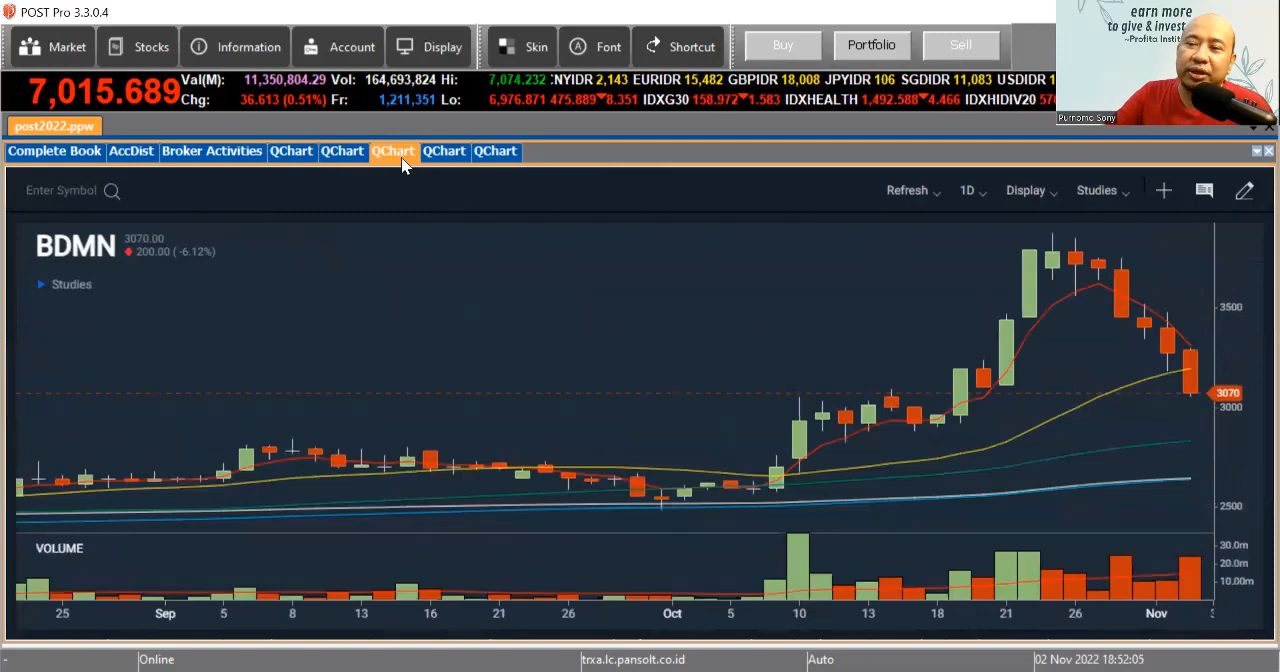 POST Pro 3.3.0.4
earn more
to give & invest
~Profita Instit
Purnomo Sony
Market Stocks Information Account Display Skin Font Shortcut Buy Portfolio Sell
7,015.689 Val(M): 11,350,804.29 Vol: 164,693,824 Hi: 7,074.232 :NYIDR 2,143 EURIDR 15,482 GBPIDR 18,008 JPYIDR 106 SGDIDR 11,083 USDIDR 1
Chg: 36.613 (0.51%) Fr: 1,211,351 Lo: 6,976.871 475.889▼8.351 IDXG30 158.972▼1.583 IDXHEALTH 1,492.588▼4.466 IDXHIDIV20 570
post2022.ppw
Complete Book AccDist Broker Activities QChart QChart QChart QChart QChart
Enter Symbol Refresh 1D Display Studies
BDMN 3070.00
200.00 ( -6.12%)
Studies
3500
3070
3000
2500
VOLUME
30.0m
20.0m
10.00m
25 Sep 5 8 13 16 21 26 Oct 5 10 13 18 21 26 Nov
- Online trxa.lc.pansolt.co.id Auto 02 Nov 2022 18:52:05